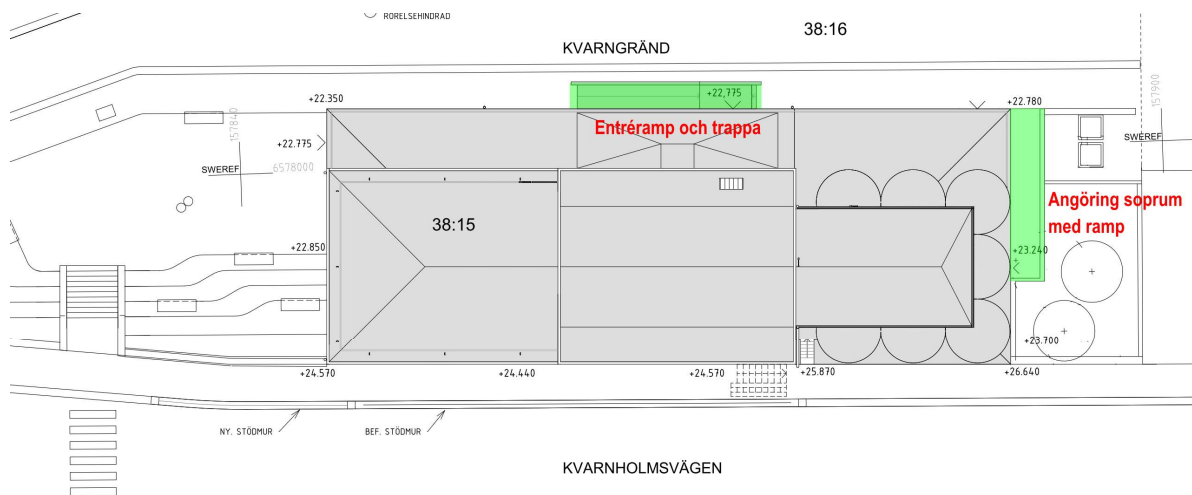 RÖRELSEHINDRAD
38:16
KVARNGRÄND
157900
+22.350
+22,775
+22.780
157840
Entréramp och trappa
+22.775
SWEREF
SWEREF
6578000
Angöring soprum
med ramp
38:15
+22.850
+23.240
+23.700
+24.570
+24.440
+24.570
+25.870
+26.640
NY. STÖDMUR
BEF. STÖDMUR
KVARNHOLMSVÄGEN